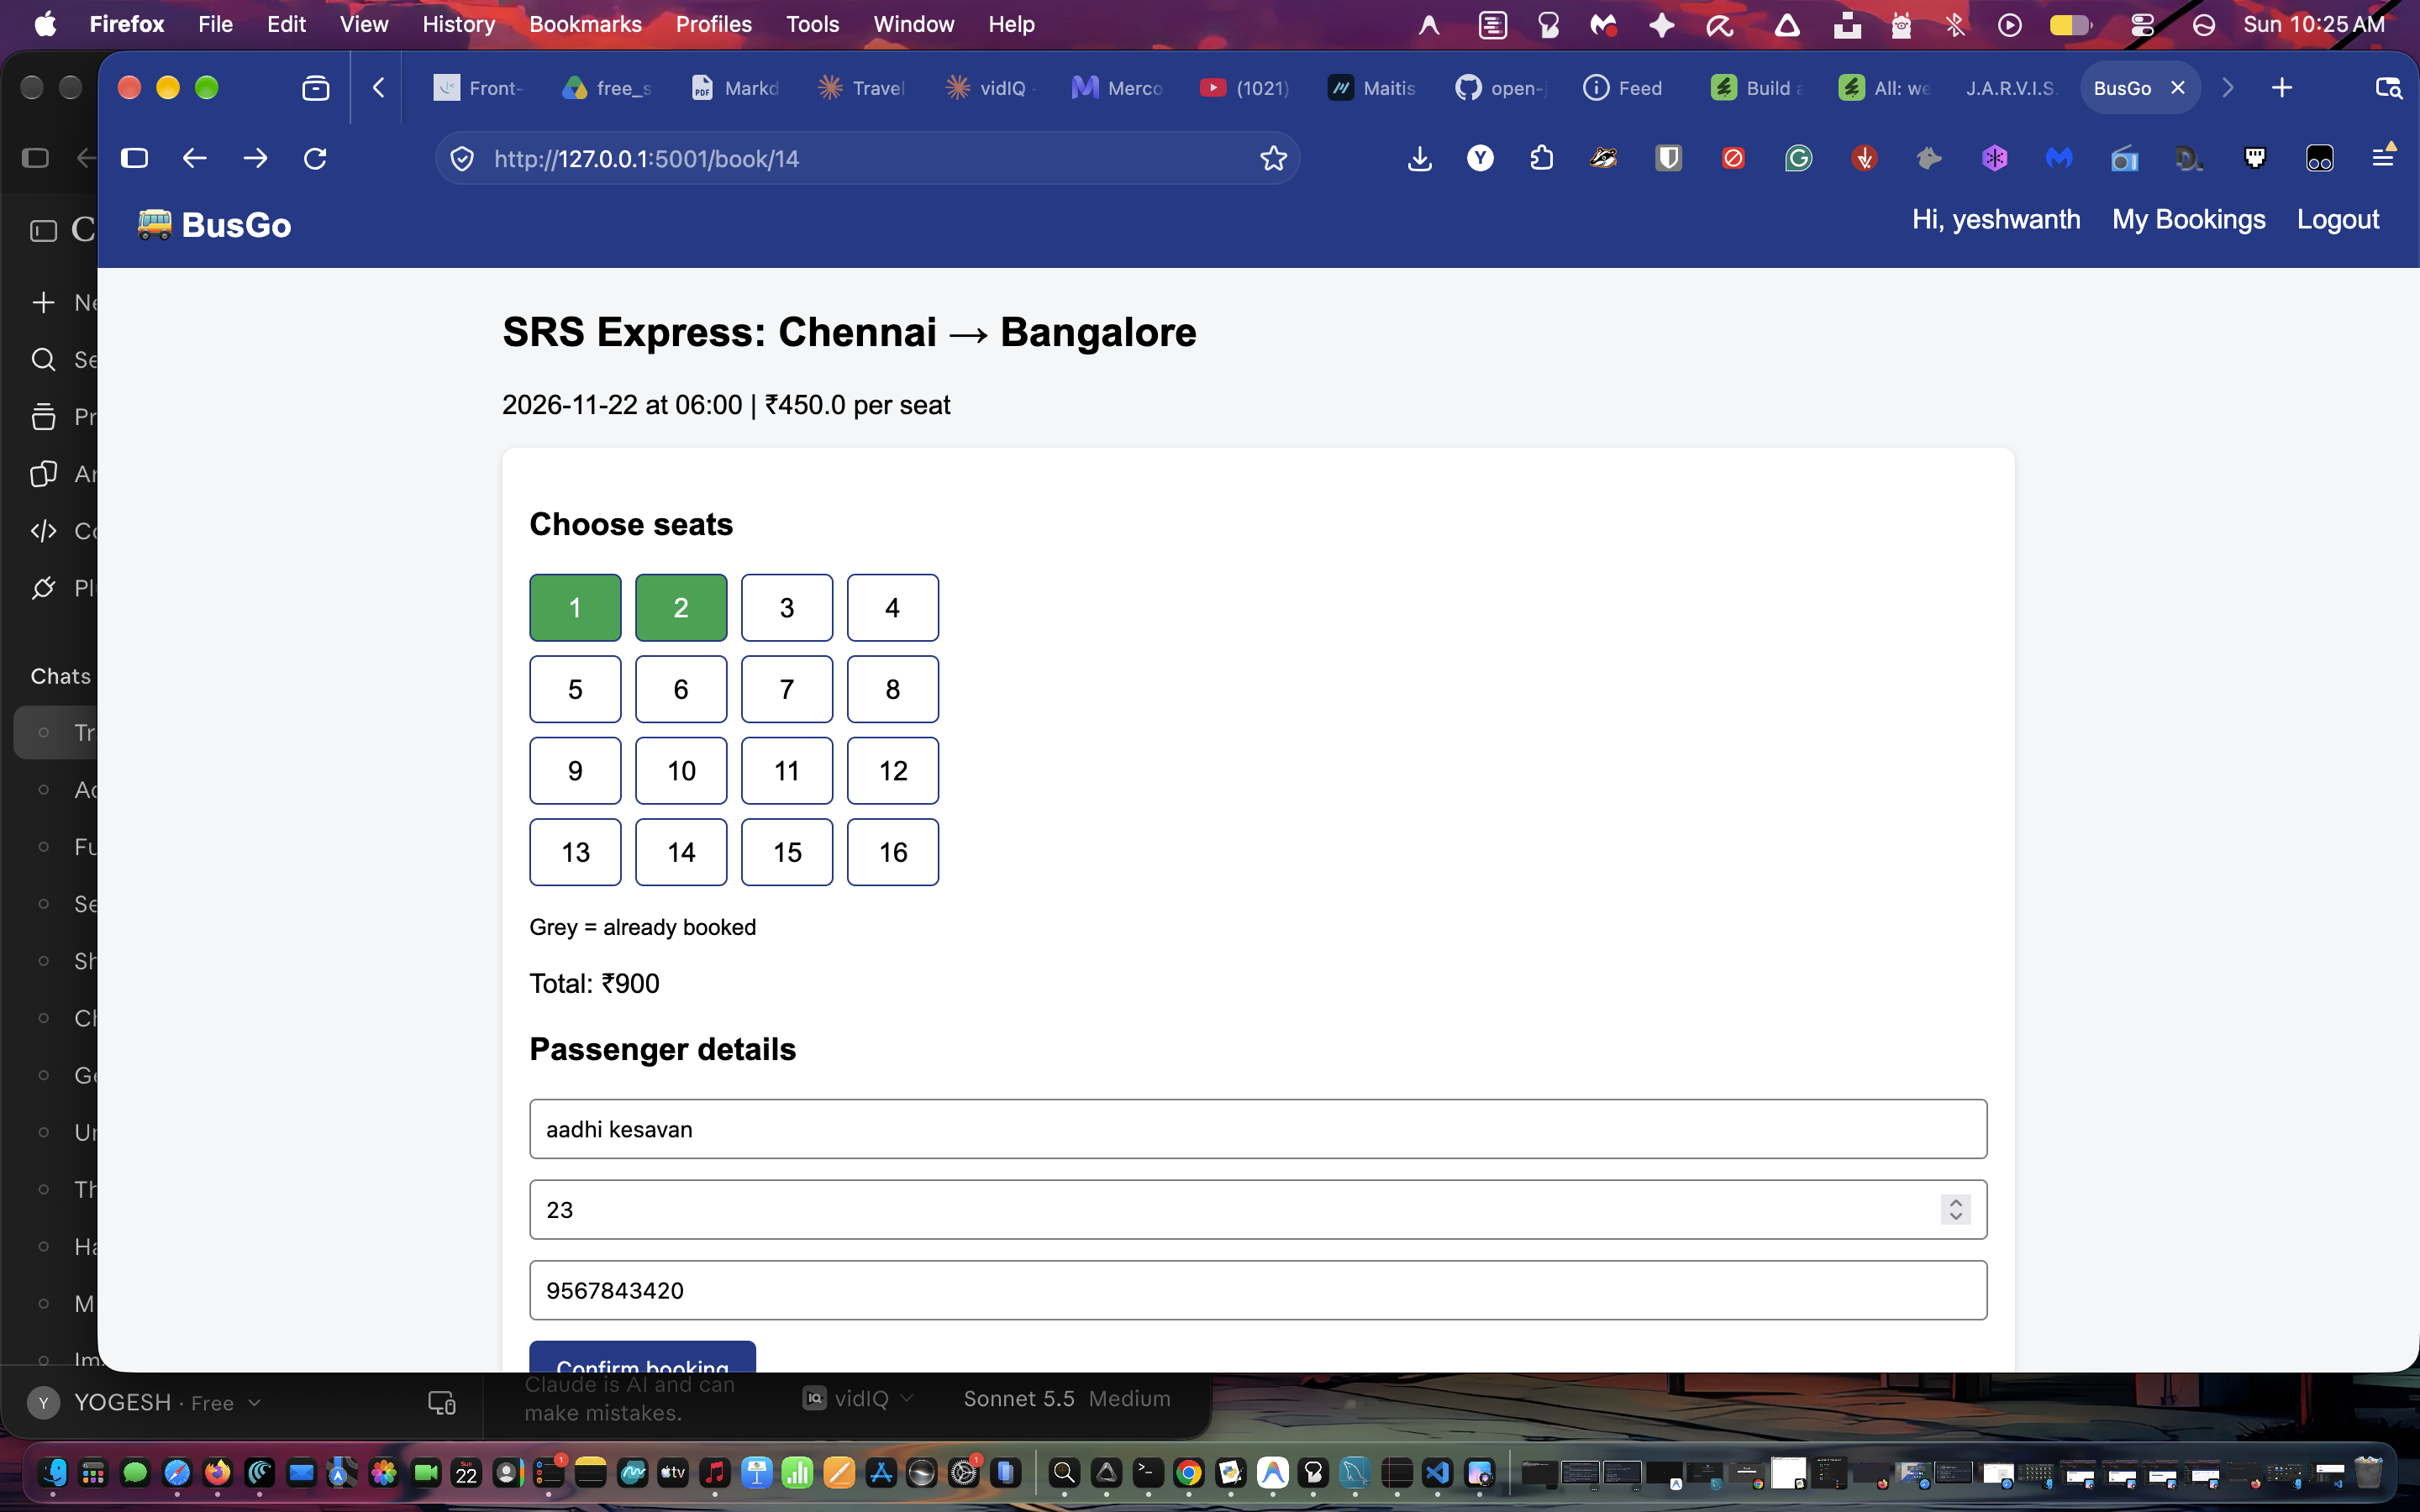 Firefox File Edit View History Bookmarks Profiles Tools Window Help Sun 10:25 AM
Front- free_s Markd Travel vidIQ Merco (1021) Maitis open-j Feed Build a All: we J.A.R.V.I.S. BusGo
http://127.0.0.1:5001/book/14
BusGo
Hi, yeshwanth My Bookings Logout
SRS Express: Chennai → Bangalore
2026-11-22 at 06:00 | ₹450.0 per seat
Choose seats
1 2 3 4
5 6 7 8
9 10 11 12
13 14 15 16
Grey = already booked
Total: ₹900
Passenger details
aadhi kesavan
23
9567843420
Confirm booking
Chats
YOGESH · Free
Claude is AI and can
make mistakes.
vidIQ
Sonnet 5.5 Medium